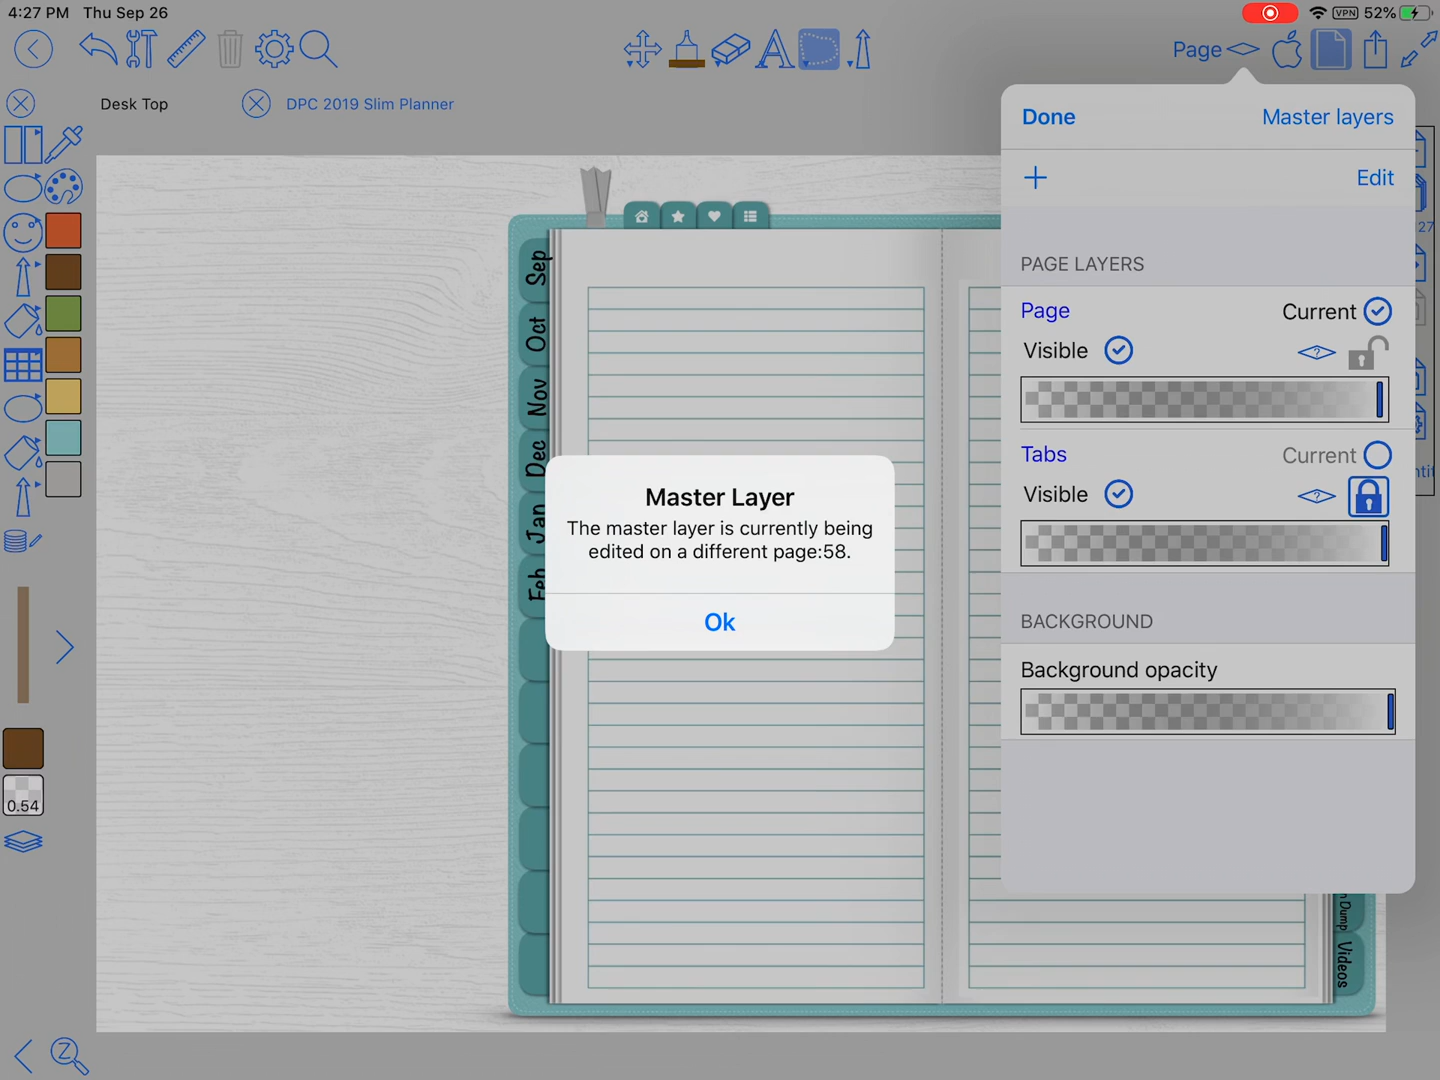 4:27 PM Thu Sep 26
VPN 52%
Page
Desk Top
DPC 2019 Slim Planner
Done
Master layers
Edit
27
PAGE LAYERS
Page
Current
Visible
Tabs
Current
Visible
BACKGROUND
Background opacity
Sep
Oct
Nov
Dec
Jan
Feb
Master Layer
The master layer is currently being
edited on a different page:58.
Ok
0.54
Dump
Videos
Z